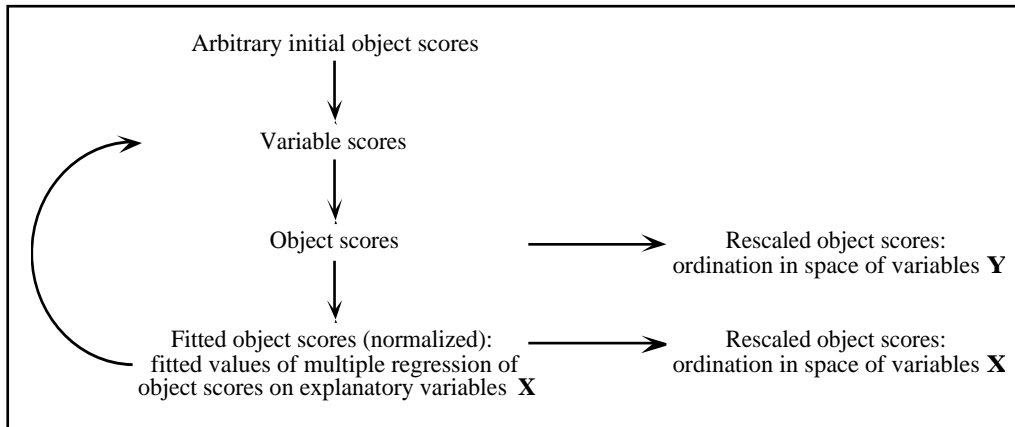 Arbitrary initial object scores
Variable scores
Object scores
Rescaled object scores:
ordination in space of variables Y
Fitted object scores (normalized):
fitted values of multiple regression of
object scores on explanatory variables X
Rescaled object scores:
ordination in space of variables X